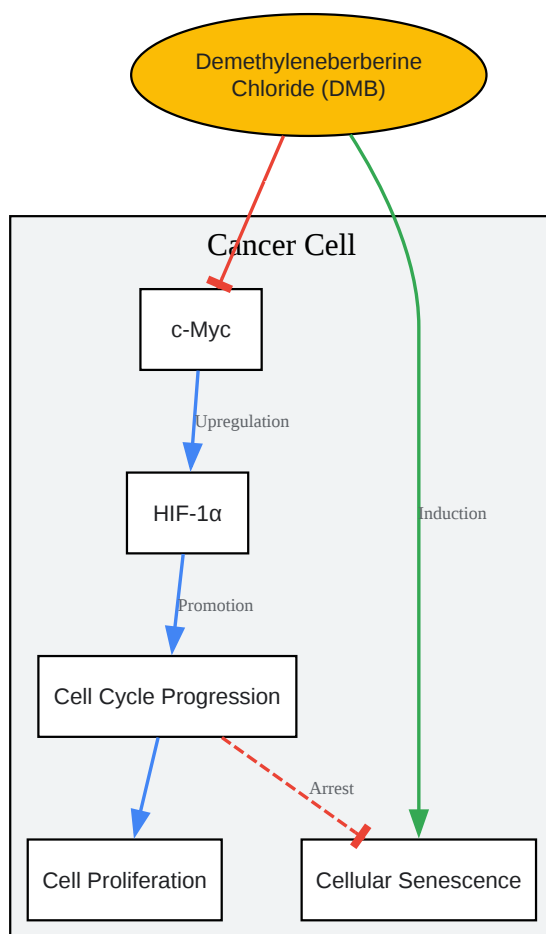 Demethyleneberberine
Chloride (DMB)
Cancer Cell
c-Myc
Upregulation
HIF-1α
Induction
Promotion
Cell Cycle Progression
Arrest
Cell Proliferation
Cellular Senescence